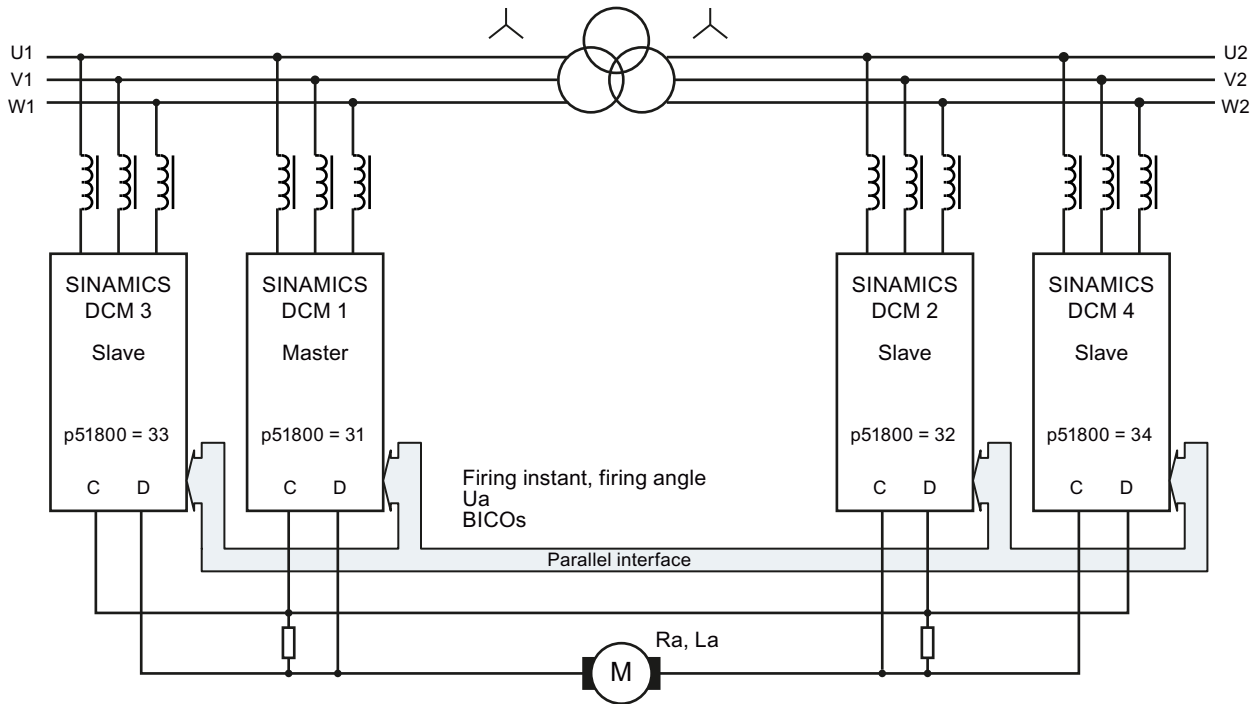 U1
V1
W1
U2
V2
W2
SINAMICS
DCM 3
Slave
p51800 = 33
C D
SINAMICS
DCM 1
Master
p51800 = 31
C D
SINAMICS
DCM 2
Slave
p51800 = 32
C D
SINAMICS
DCM 4
Slave
p51800 = 34
C D
Firing instant, firing angle
Ua
BICOs
Parallel interface
Ra, La
M